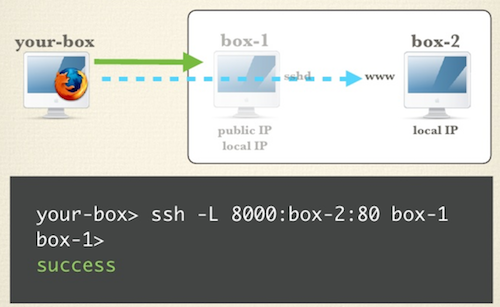 your-box
box-1
box-2
sshd
www
public IP
local IP
local IP
your-box> ssh -L 8000:box-2:80 box-1
box-1>
success